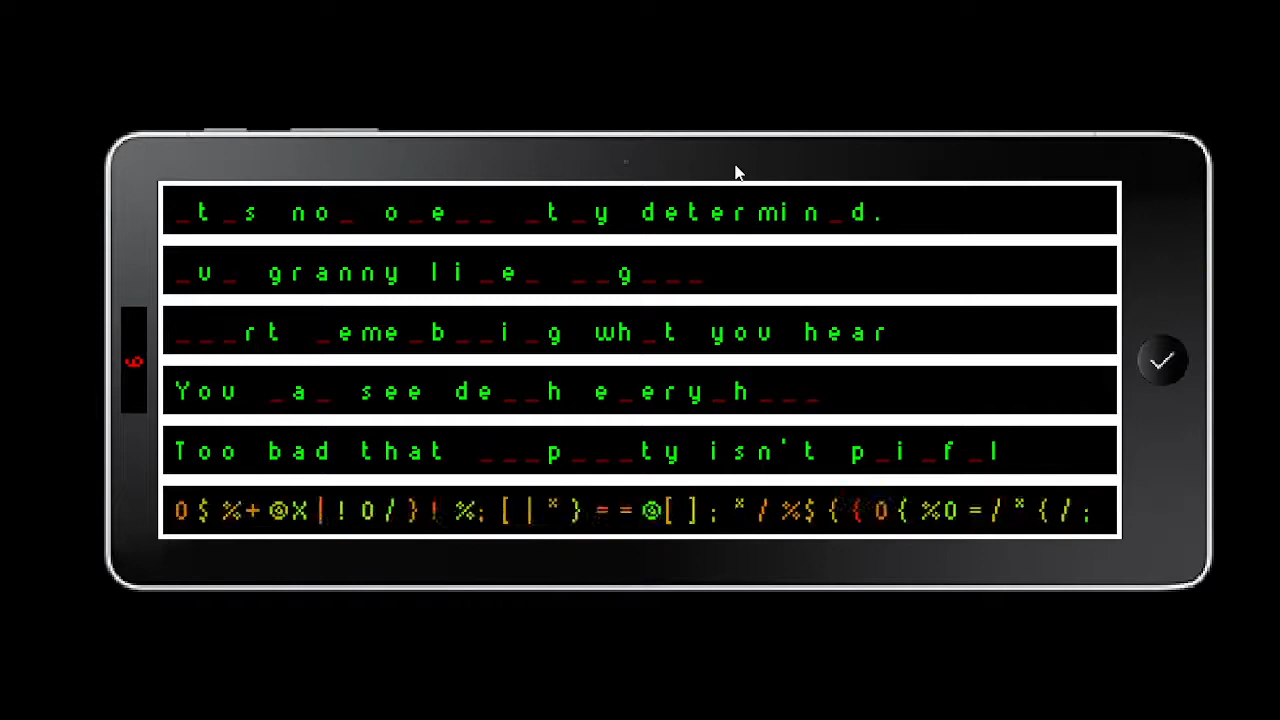 _t_s no_ o_e__ _t_y determin_d.
_u_ granny li_e_ __g___
___rt _eme_b__i_g wh_t you hear
You _a_ see de__h e_ery_h___
Too bad that ___p___ty isn't p_i_f_l
0$%+@X|!0/}!%;[|*}==@[];*/%${{0{%0=/*{/;